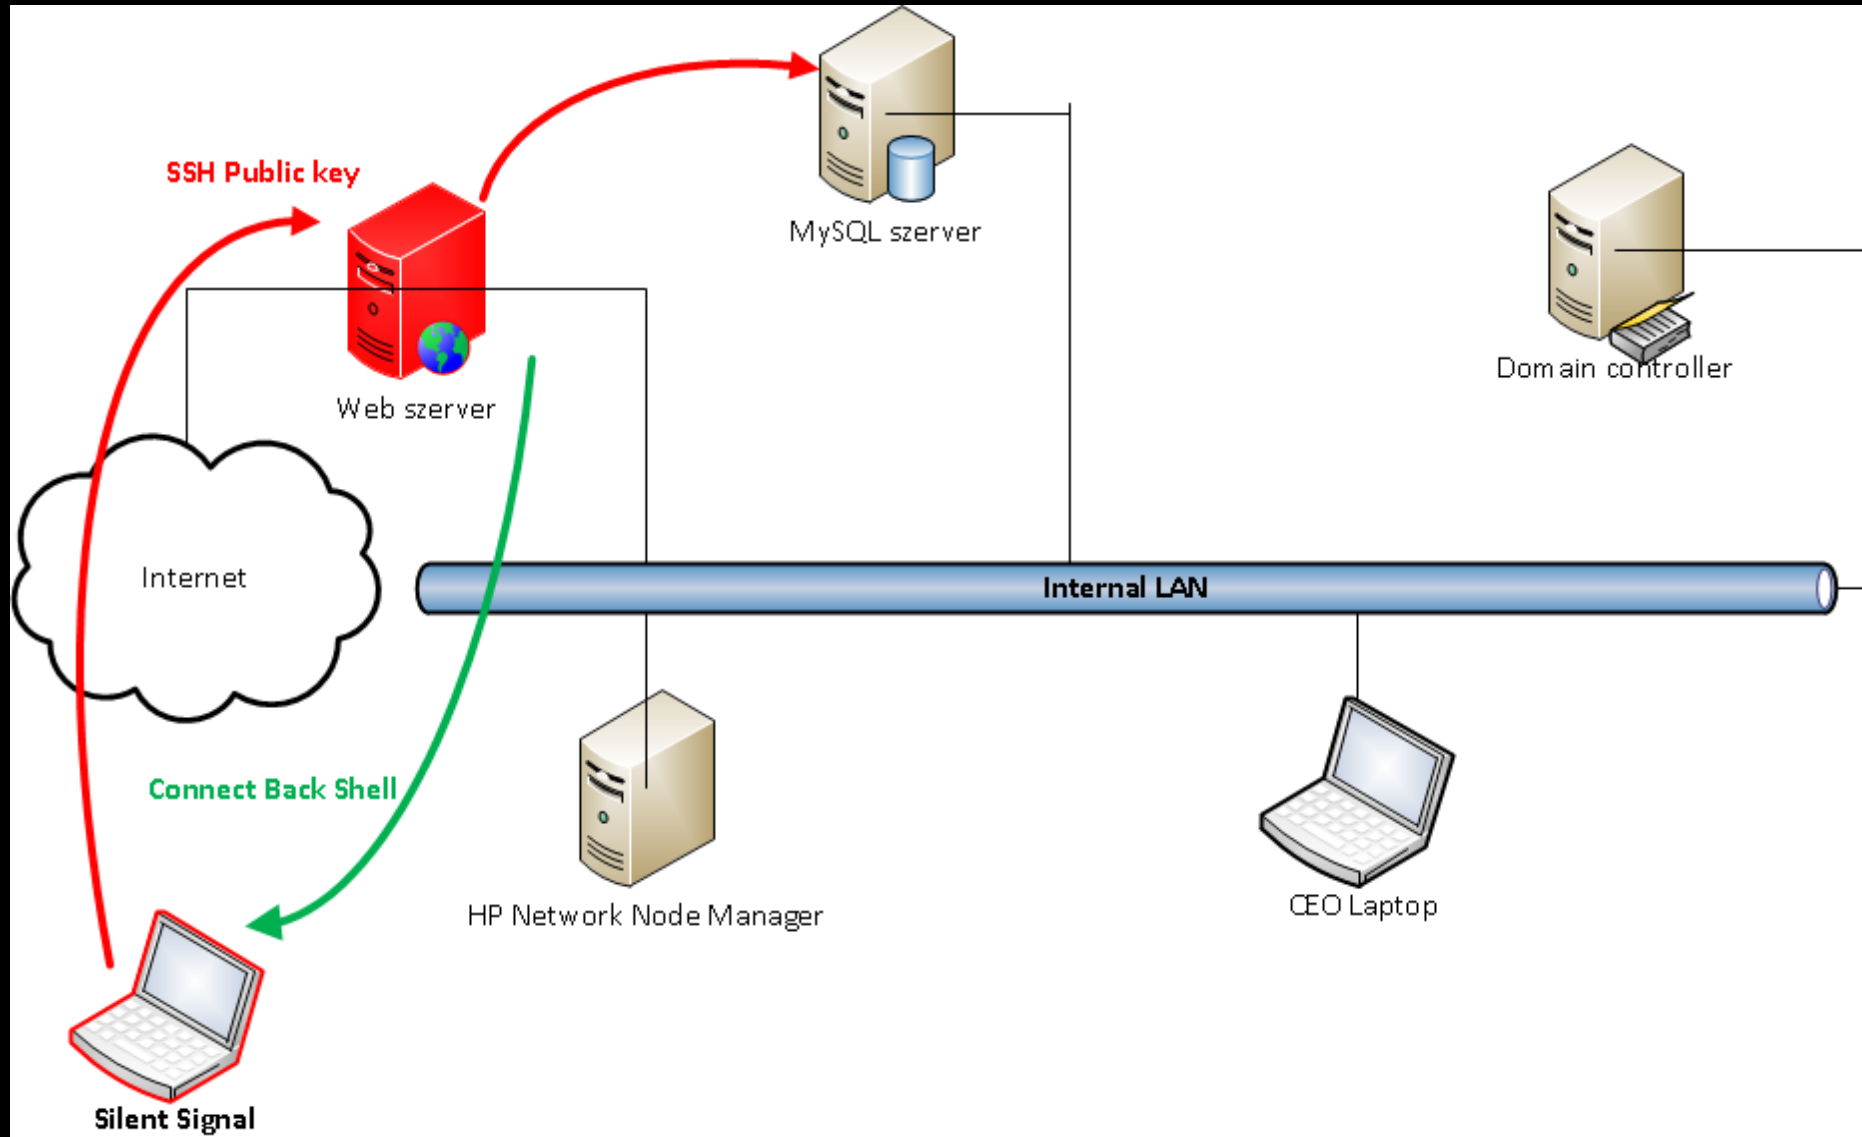 SSH Public key
MySQL szerver
Web szerver
Domain controller
Internet
Internal LAN
Connect Back Shell
HP Network Node Manager
CEO Laptop
Silent Signal